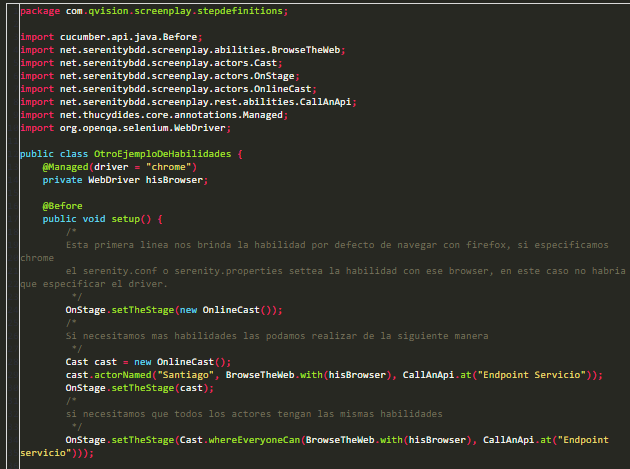 package com.qvision.screenplay.stepdefinitions;
import cucumber.api.java.Before;
import net.serenitybdd.screenplay.abilities.BrowseTheWeb;
import net.serenitybdd.screenplay.actors.Cast;
import net.serenitybdd.screenplay.actors.OnStage;
import net.serenitybdd.screenplay.actors.OnlineCast;
import net.serenitybdd.screenplay.rest.abilities.CallAnApi;
import net.thucydides.core.annotations.Managed;
import org.openqa.selenium.WebDriver;
public class OtroEjemploDeHabilidades {
@Managed(driver = "chrome")
private WebDriver hisBrowser;
@Before
public void setup() {
/*
Esta primera linea nos brinda la habilidad por defecto de navegar con firefox, si especificamos
chrome
el serenity.conf o serenity.properties settea la habilidad con ese browser, en este caso no habria
que especificar el driver.
*/
OnStage.setTheStage(new OnlineCast());
/*
Si necesitamos mas habilidades las podamos realizar de la siguiente manera
*/
Cast cast = new OnlineCast();
cast.actorNamed("Santiago", BrowseTheWeb.with(hisBrowser), CallAnApi.at("Endpoint Servicio"));
OnStage.setTheStage(cast);
/*
si necesitamos que todos los actores tengan las mismas habilidades
*/
OnStage.setTheStage(Cast.whereEveryoneCan(BrowseTheWeb.with(hisBrowser), CallAnApi.at("Endpoint
servicio")));